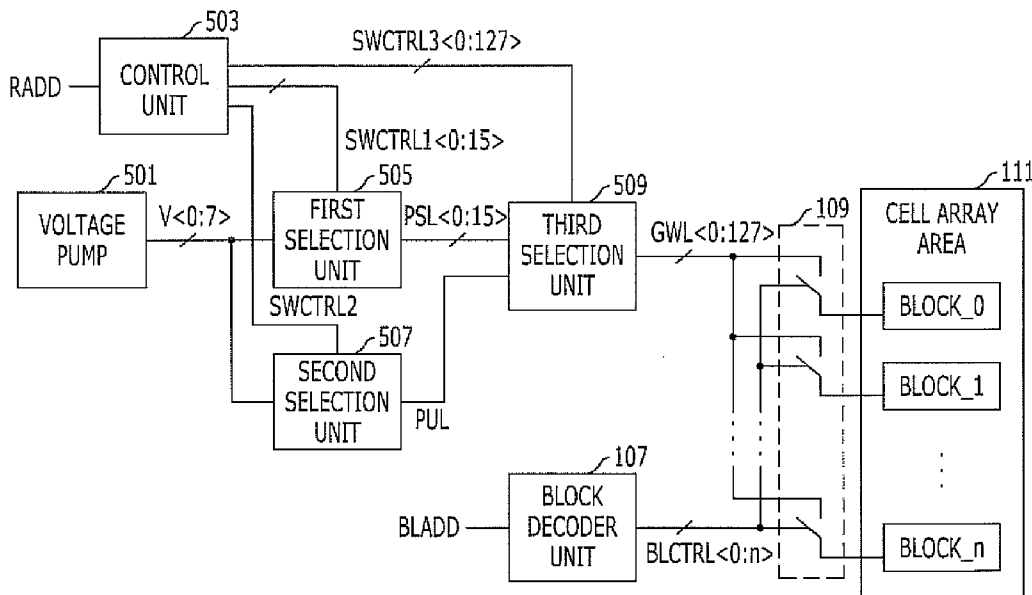 503
SWCTRL3<0:127>
RADD
CONTROL
UNIT
SWCTRL1<0:15>
501
VOLTAGE
PUMP
V<0:7>
505
FIRST
SELECTION
UNIT
PSL<0:15>
509
THIRD
SELECTION
UNIT
GWL<0:127>
109
111
CELL ARRAY
AREA
BLOCK_0
BLOCK_1
BLOCK_n
SWCTRL2
507
SECOND
SELECTION
UNIT
PUL
107
BLADD
BLOCK
DECODER
UNIT
BLCTRL<0:n>